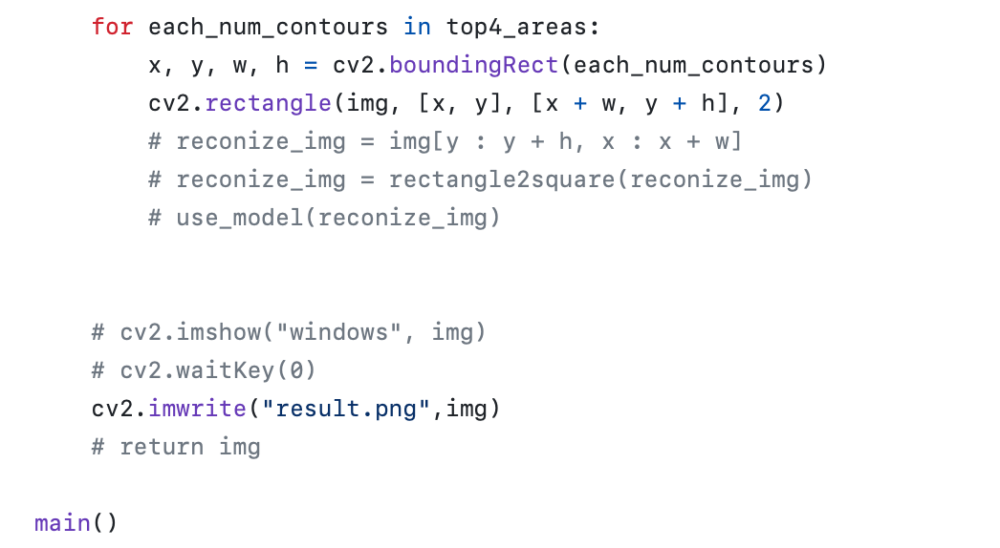 for each_num_contours in top4_areas:
x, y, w, h = cv2.boundingRect(each_num_contours)
cv2.rectangle(img, [x, y], [x + w, y + h], 2)
# reconize_img = img[y : y + h, x : x + w]
# reconize_img = rectangle2square(reconize_img)
# use_model(reconize_img)
# cv2.imshow("windows", img)
# cv2.waitKey(0)
cv2.imwrite("result.png",img)
# return img
main()